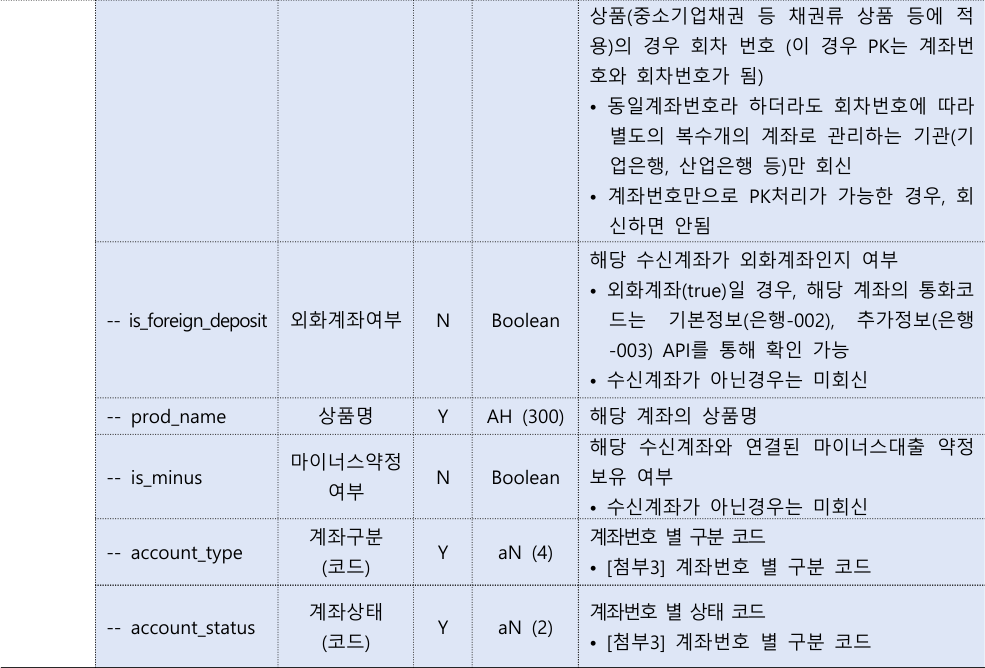 상품(중소기업채권 등 채권류 상품 등에 적
용)의 경우 회차 번호 (이 경우 PK는 계좌번
호와 회차번호가 됨)
• 동일계좌번호라 하더라도 회차번호에 따라
별도의 복수개의 계좌로 관리하는 기관(기
업은행, 산업은행 등)만 회신
• 계좌번호만으로 PK처리가 가능한 경우, 회
신하면 안됨
-- is_foreign_deposit
외화계좌여부
N
Boolean
해당 수신계좌가 외화계좌인지 여부
• 외화계좌(true)일 경우, 해당 계좌의 통화코
드는 기본정보(은행-002), 추가정보(은행
-003) API를 통해 확인 가능
• 수신계좌가 아닌경우는 미회신
-- prod_name
상품명
Y
AH (300)
해당 계좌의 상품명
-- is_minus
마이너스약정
여부
N
Boolean
해당 수신계좌와 연결된 마이너스대출 약정
보유 여부
• 수신계좌가 아닌경우는 미회신
-- account_type
계좌구분
(코드)
Y
aN (4)
계좌번호 별 구분 코드
• [첨부3] 계좌번호 별 구분 코드
-- account_status
계좌상태
(코드)
Y
aN (2)
계좌번호 별 상태 코드
• [첨부3] 계좌번호 별 구분 코드